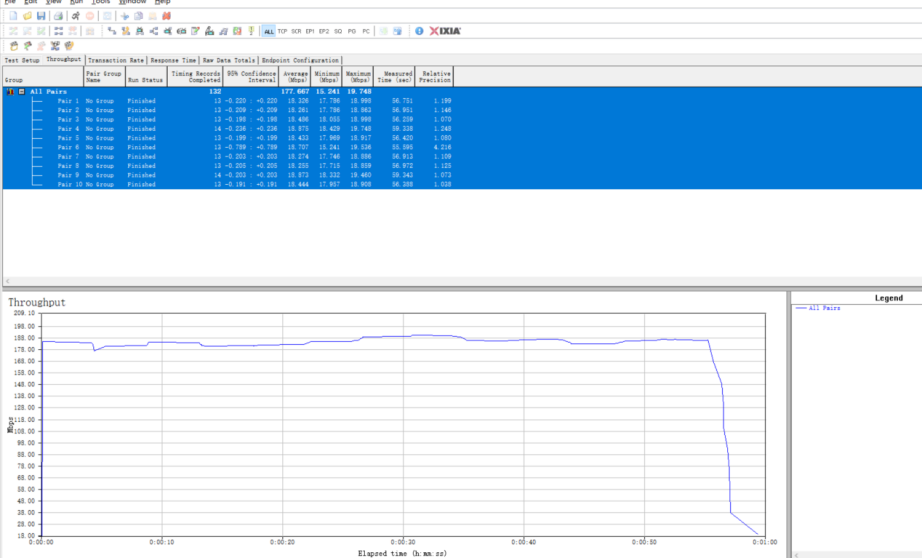 File Edit View Run Tools Window Help
ALL TCP SCR EP1 EP2 SQ PG PC IXIA
Test Setup Throughput Transaction Rate Response Time Raw Data Totals Endpoint Configuration
Group Pair Group Name Run Status Timing Records Completed 95% Confidence Interval Average (Mbps) Minimum (Mbps) Maximum (Mbps) Measured Time (sec) Relative Precision
All Pairs 132 177.667 15.241 19.748
Pair 1 No Group Finished 13 -0.220 : +0.220 18.326 17.786 18.995 56.751 1.199
Pair 2 No Group Finished 13 -0.209 : +0.209 18.261 17.786 18.863 56.951 1.146
Pair 3 No Group Finished 13 -0.198 : +0.198 18.486 18.055 18.998 56.259 1.070
Pair 4 No Group Finished 14 -0.236 : +0.236 18.875 18.429 19.748 59.338 1.248
Pair 5 No Group Finished 13 -0.199 : +0.199 18.433 17.969 18.917 56.420 1.080
Pair 6 No Group Finished 13 -0.789 : +0.789 18.707 15.241 19.536 55.595 4.216
Pair 7 No Group Finished 13 -0.203 : +0.203 18.274 17.746 18.886 56.913 1.109
Pair 8 No Group Finished 13 -0.205 : +0.205 18.255 17.715 18.859 56.972 1.125
Pair 9 No Group Finished 14 -0.203 : +0.203 18.873 18.332 19.460 59.343 1.073
Pair 10 No Group Finished 13 -0.191 : +0.191 18.444 17.957 18.908 56.388 1.038
Throughput
Legend
All Pairs
209.10
198.00
188.00
178.00
168.00
158.00
148.00
138.00
128.00
118.00
108.00
98.00
88.00
78.00
68.00
58.00
48.00
38.00
28.00
18.00
Mbps
0:00:00 0:00:10 0:00:20 0:00:30 0:00:40 0:00:50 0:01:00
Elapsed time (h:mm:ss)